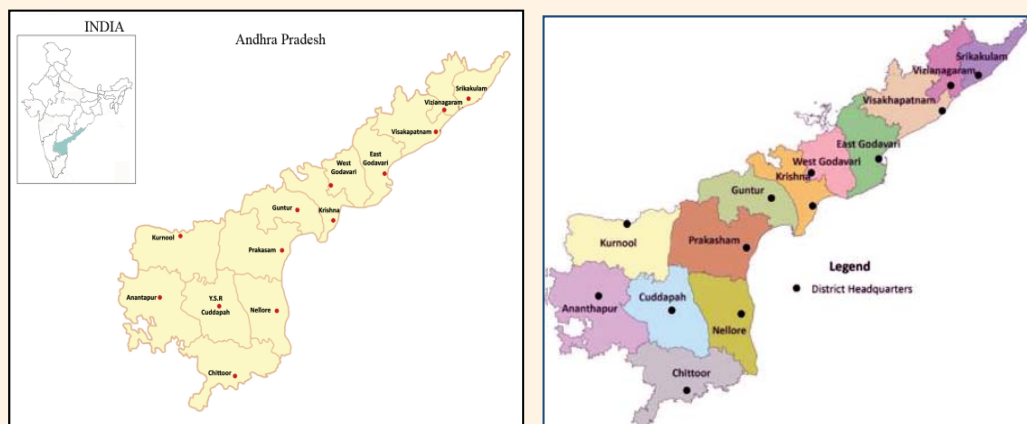 INDIA
Andhra Pradesh
Srikakulam
Vizianagaram
Visakapatnam
East
Godavari
West
Godavari
Guntur
Krishna
Kurnool
Prakasam
Anantapur
Y.S.R
Cuddapah
Nellore
Chittoor
Srikakulam
Vizianagaram
Visakhapatnam
East Godavari
West Godavari
Krishna
Guntur
Kurnool
Prakasham
Legend
District Headquarters
Cuddapah
Ananthapur
Nellore
Chittoor